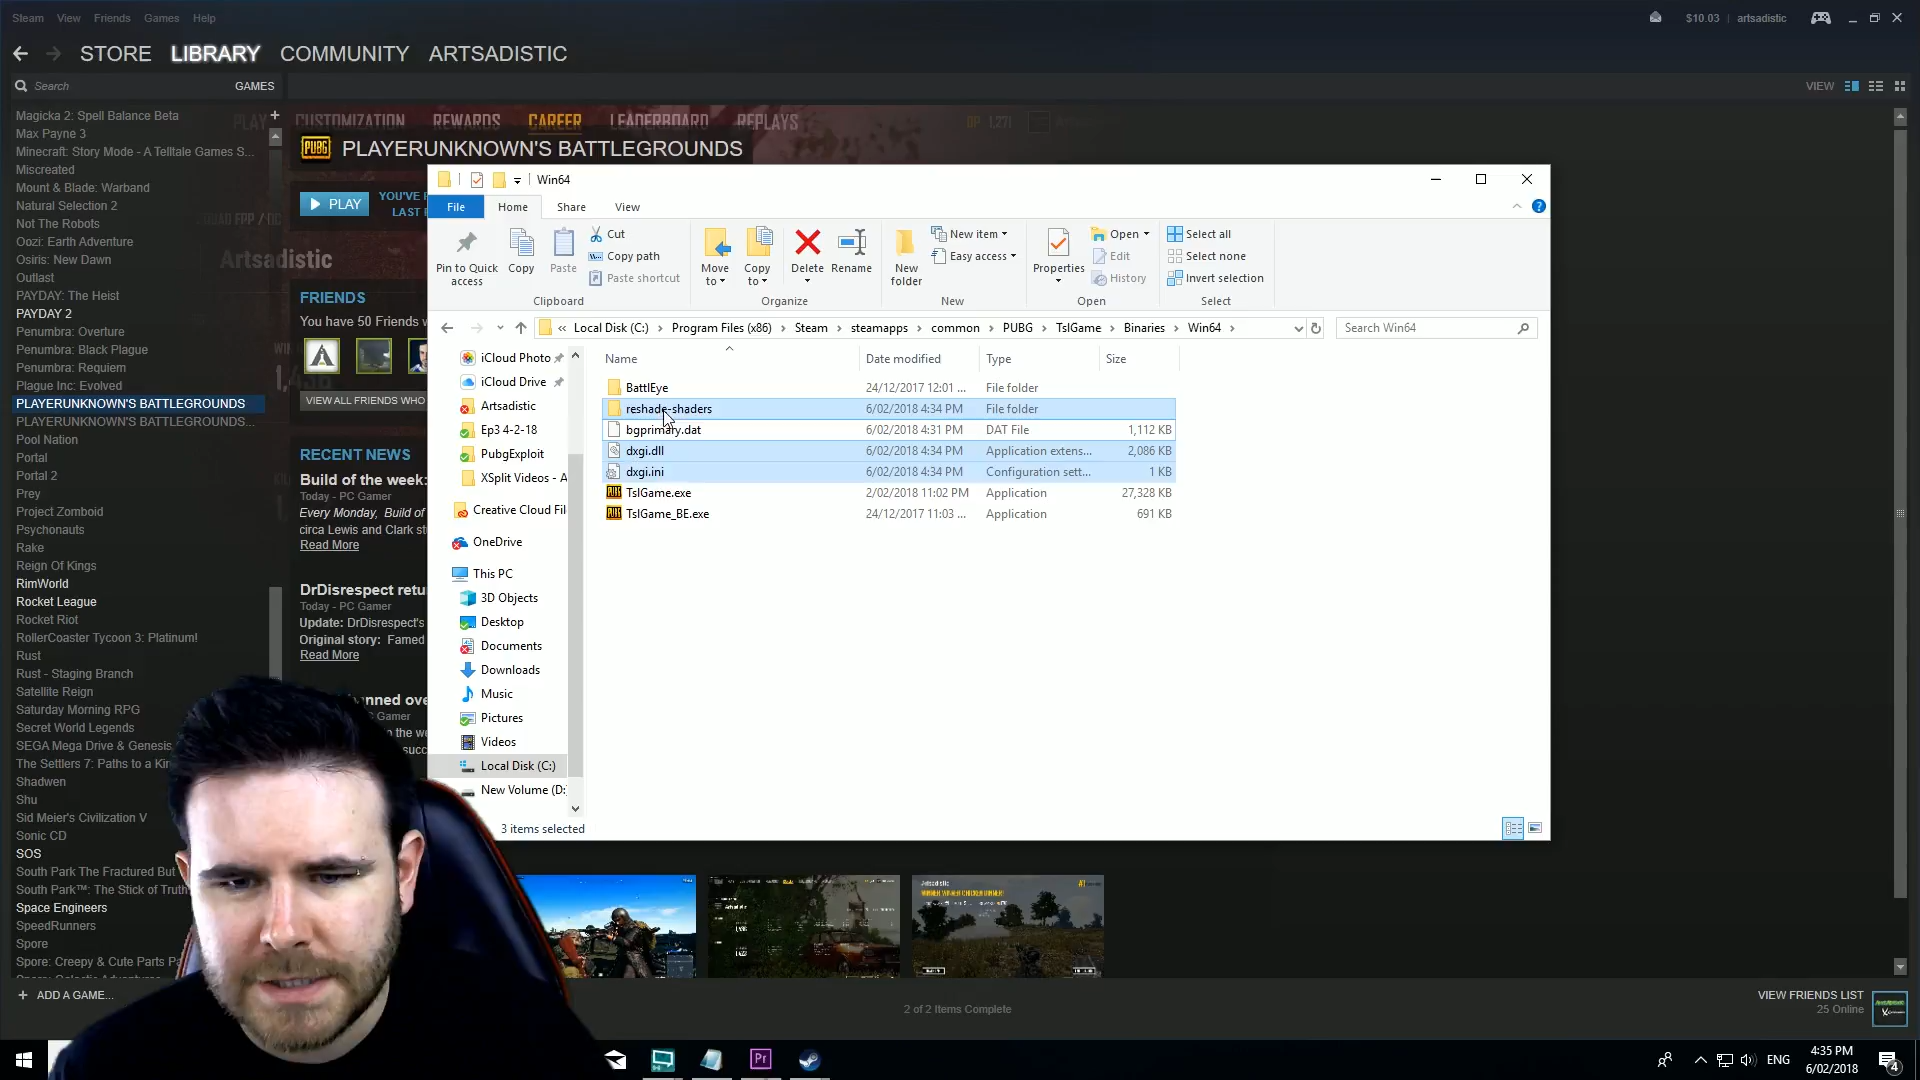 Steam View Friends Games Help
$10.03 artsadistic
STORE LIBRARY COMMUNITY ARTSADISTIC
Search GAMES VIEW
PLAY CUSTOMIZATION REWARDS CAREER LEADERBOARD REPLAYS BP 1,271
PUBG PLAYERUNKNOWN'S BATTLEGROUNDS
Magicka 2: Spell Balance Beta
Max Payne 3
Minecraft: Story Mode - A Telltale Games S...
Miscreated
Mount & Blade: Warband
Natural Selection 2
Not The Robots
Oozi: Earth Adventure
Osiris: New Dawn
Outlast
PAYDAY: The Heist
PAYDAY 2
Penumbra: Overture
Penumbra: Black Plague
Penumbra: Requiem
Plague Inc: Evolved
PLAYERUNKNOWN'S BATTLEGROUNDS
PLAYERUNKNOWN'S BATTLEGROUNDS...
Pool Nation
Portal
Portal 2
Prey
Project Zomboid
Psychonauts
Rake
Reign Of Kings
RimWorld
Rocket League
Rocket Riot
RollerCoaster Tycoon 3: Platinum!
Rust
Rust - Staging Branch
Satellite Reign
Saturday Morning RPG
Secret World Legends
SEGA Mega Drive & Genesis
The Settlers 7: Paths to a Kin
Shadwen
Shu
Sid Meier's Civilization V
Sonic CD
SOS
South Park The Fractured But
South Park™: The Stick of Truth
Space Engineers
SpeedRunners
Spore
Spore: Creepy & Cute Parts Pa
ADD A GAME...
PLAY
YOU'VE
LAST
Artsadistic
FRIENDS
You have 50 Friends
VIEW ALL FRIENDS WHO
RECENT NEWS
Build of the week:
Today - PC Gamer
Every Monday, Build of
circa Lewis and Clark st
Read More
DrDisrespect retu
Today - PC Gamer
Update: DrDisrespect's
Original story: Famed
Read More
Win64
File Home Share View
Pin to Quick access
Copy
Paste
Cut
Copy path
Paste shortcut
Clipboard
Move to
Copy to
Delete
Rename
Organize
New folder
New item
Easy access
New
Properties
Open
Edit
History
Open
Select all
Select none
Invert selection
Select
« Local Disk (C:) › Program Files (x86) › Steam › steamapps › common › PUBG › TslGame › Binaries › Win64 ›
Search Win64
iCloud Photo
iCloud Drive
Artsadistic
Ep3 4-2-18
PubgExploit
XSplit Videos - A
Creative Cloud Fil
OneDrive
This PC
3D Objects
Desktop
Documents
Downloads
Music
Pictures
Videos
Local Disk (C:)
New Volume (D:
Name Date modified Type Size
BattlEye 24/12/2017 12:01 ... File folder
reshade-shaders 6/02/2018 4:34 PM File folder
bgprimary.dat 6/02/2018 4:31 PM DAT File 1,112 KB
dxgi.dll 6/02/2018 4:34 PM Application extens... 2,086 KB
dxgi.ini 6/02/2018 4:34 PM Configuration sett... 1 KB
TslGame.exe 2/02/2018 11:02 PM Application 27,328 KB
TslGame_BE.exe 24/12/2017 11:03 ... Application 691 KB
3 items selected
2 of 2 Items Complete
VIEW FRIENDS LIST
25 Online
Pr
ENG
4:35 PM
6/02/2018
4